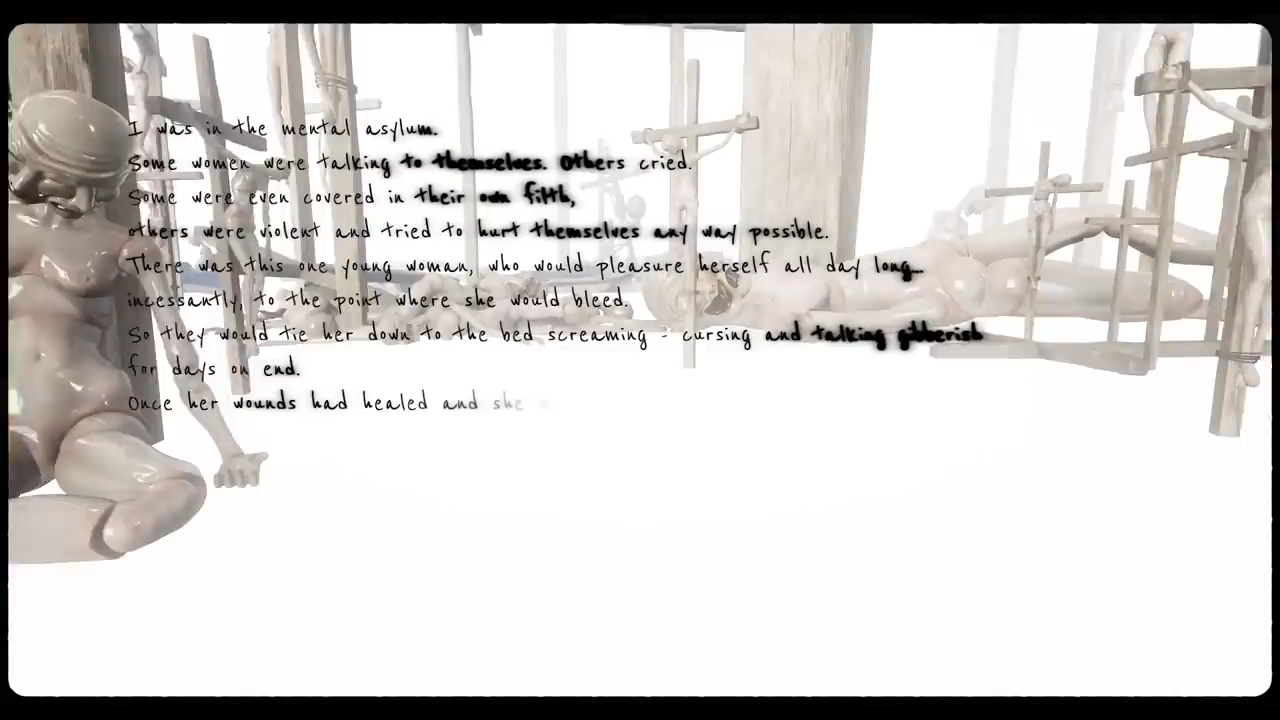 I was in the mental asylum.
Some women were talking to themselves. Others cried.
Some were even covered in their own filth,
others were violent and tried to hurt themselves any way possible.
There was this one young woman, who would pleasure herself all day long...
incessantly, to the point where she would bleed.
So they would tie her down to the bed screaming - cursing and talking gibberish
for days on end.
Once her wounds had healed and she